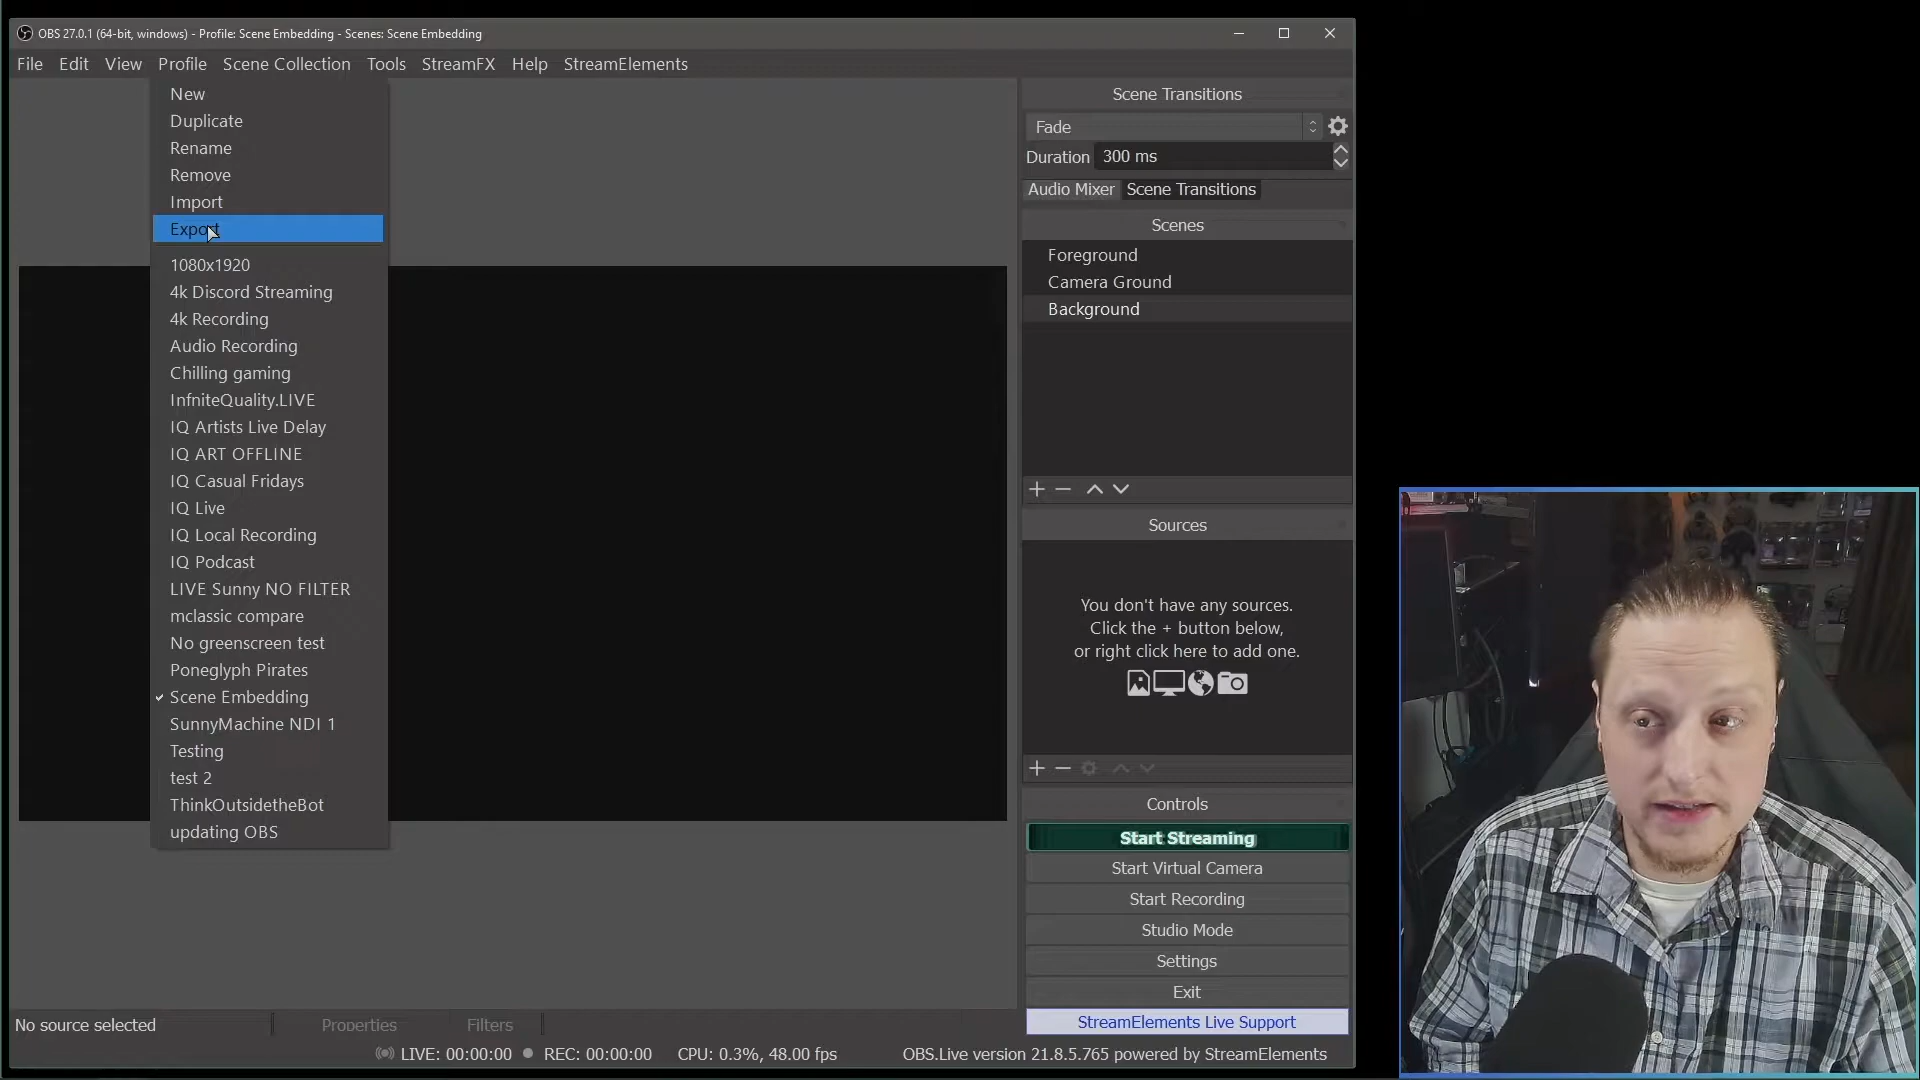 OBS 27.0.1 (64-bit, windows) - Profile: Scene Embedding - Scenes: Scene Embedding
File Edit View Profile Scene Collection Tools StreamFX Help StreamElements
New
Duplicate
Rename
Remove
Import
Export
1080x1920
4k Discord Streaming
4k Recording
Audio Recording
Chilling gaming
InfniteQuality.LIVE
IQ Artists Live Delay
IQ ART OFFLINE
IQ Casual Fridays
IQ Live
IQ Local Recording
IQ Podcast
LIVE Sunny NO FILTER
mclassic compare
No greenscreen test
Poneglyph Pirates
Scene Embedding
SunnyMachine NDI 1
Testing
test 2
ThinkOutsidetheBot
updating OBS
Scene Transitions
Fade
Duration 300 ms
Audio Mixer Scene Transitions
Scenes
Foreground
Camera Ground
Background
Sources
You don't have any sources.
Click the + button below,
or right click here to add one.
Controls
Start Streaming
Start Virtual Camera
Start Recording
Studio Mode
Settings
Exit
StreamElements Live Support
No source selected Properties Filters
LIVE: 00:00:00 REC: 00:00:00 CPU: 0.3%, 48.00 fps OBS.Live version 21.8.5.765 powered by StreamElements